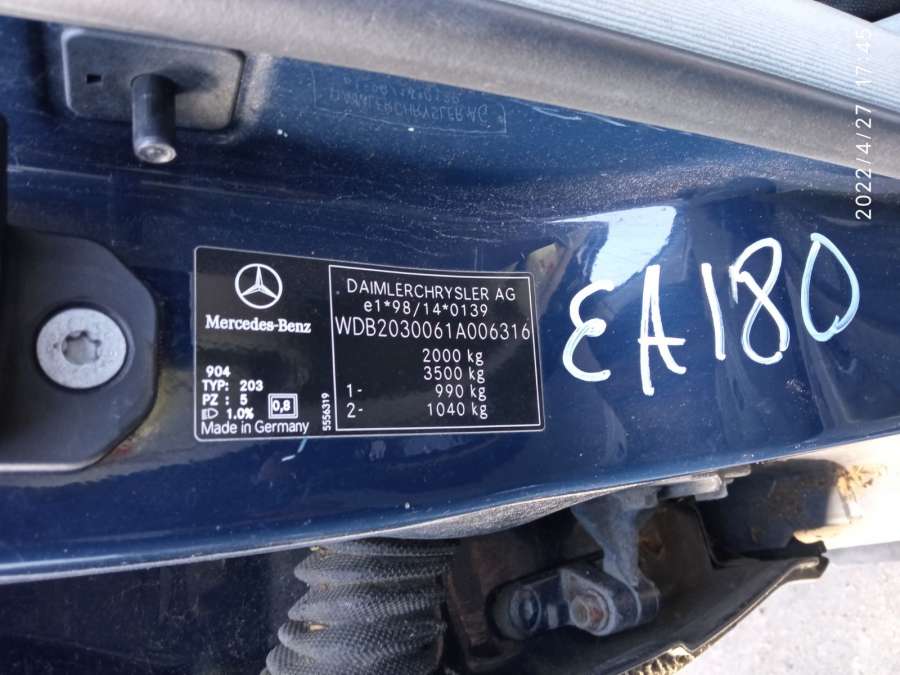 2022/4/27 17:45
DAIMLERCHRYSLER AG
Mercedes-Benz
904
TYP: 203
PZ : 5
1.0% 0,8
Made in Germany
5556319
DAIMLERCHRYSLER AG
e1*98/14*0139
WDB2030061A006316
2000 kg
3500 kg
1- 990 kg
2- 1040 kg
EA180